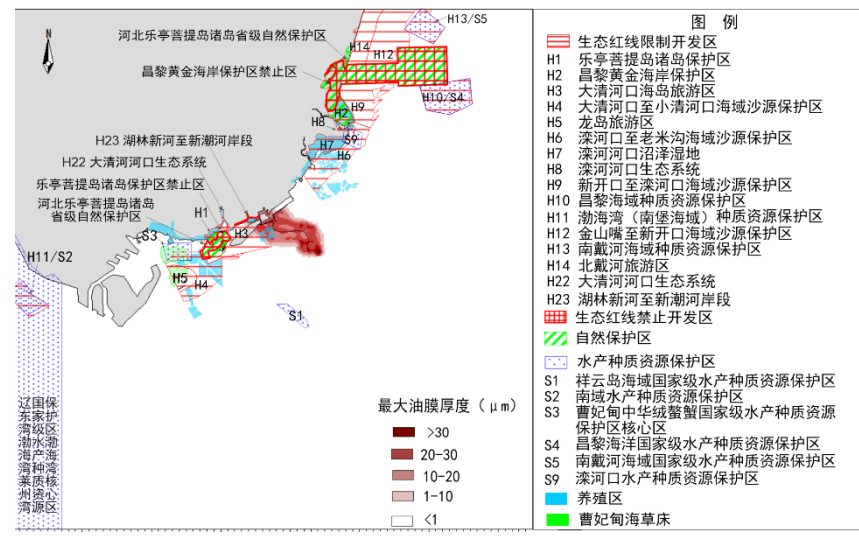 N
河北乐亭菩提岛诸岛省级自然保护区
昌黎黄金海岸保护区禁止区
H14
H12
H13/S5
H10/S4
H2
H9
H8
S9
H7
H6
H23 湖林新河至新潮河岸段
H22 大清河河口生态系统
乐亭菩提岛诸岛保护区禁止区
河北乐亭菩提岛诸岛
省级自然保护区
H1
H3
S3
H11/S2
H5
H4
S1
辽国保
东家护
湾级区
渤水渤
海产海
湾种湾
莱质核
州资心
湾源区
最大油膜厚度(μm)
>30
20-30
10-20
1-10
<1
图 例
生态红线限制开发区
H1 乐亭菩提岛诸岛保护区
H2 昌黎黄金海岸保护区
H3 大清河口海岛旅游区
H4 大清河口至小清河口海域沙源保护区
H5 龙岛旅游区
H6 滦河口至老米沟海域沙源保护区
H7 滦河河口沼泽湿地
H8 滦河河口生态系统
H9 新开口至滦河口海域沙源保护区
H10 昌黎海域种质资源保护区
H11 渤海湾(南堡海域)种质资源保护区
H12 金山嘴至新开口海域沙源保护区
H13 南戴河海域种质资源保护区
H14 北戴河旅游区
H22 大清河河口生态系统
H23 湖林新河至新潮河岸段
生态红线禁止开发区
自然保护区
水产种质资源保护区
S1 祥云岛海域国家级水产种质资源保护区
S2 南域水产种质资源保护区
S3 曹妃甸中华绒螯蟹国家级水产种质资源
保护区核心区
S4 昌黎海洋国家级水产种质资源保护区
S5 南戴河海域国家级水产种质资源保护区
S9 滦河口水产种质资源保护区
养殖区
曹妃甸海草床